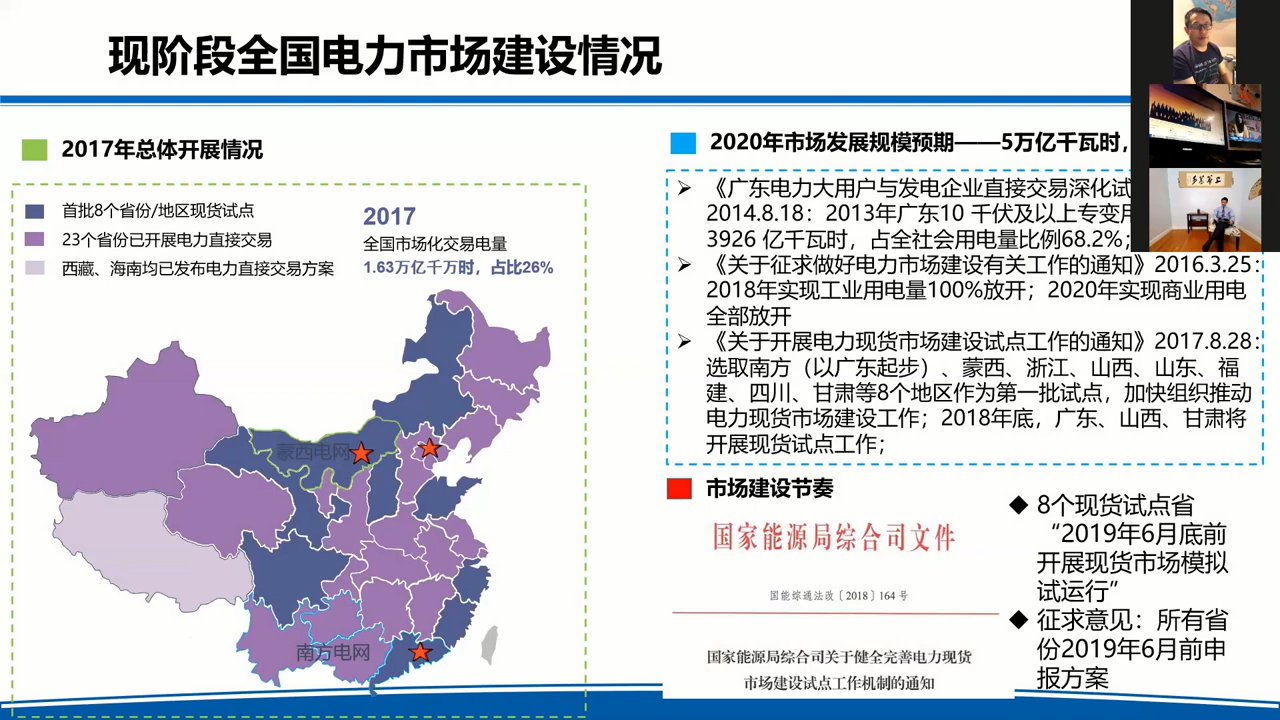 现阶段全国电力市场建设情况
2017年总体开展情况
首批8个省份/地区现货试点
23个省份已开展电力直接交易
西藏、海南均已发布电力直接交易方案
2017
全国市场化交易电量
1.63万亿千万时，占比26%
蒙西电网
南方电网
2020年市场发展规模预期——5万亿千瓦时，
➢ 《广东电力大用户与发电企业直接交易深化试
2014.8.18：2013年广东10 千伏及以上专变用
3926 亿千瓦时，占全社会用电量比例68.2%；
➢ 《关于征求做好电力市场建设有关工作的通知》2016.3.25：
2018年实现工业用电量100%放开；2020年实现商业用电
全部放开
➢ 《关于开展电力现货市场建设试点工作的通知》2017.8.28：
选取南方（以广东起步）、蒙西、浙江、山西、山东、福
建、四川、甘肃等8个地区作为第一批试点，加快组织推动
电力现货市场建设工作；2018年底，广东、山西、甘肃将
开展现货试点工作；
市场建设节奏
国家能源局综合司文件
国能综通法改〔2018〕164 号
国家能源局综合司关于健全完善电力现货
市场建设试点工作机制的通知
◆ 8个现货试点省
“2019年6月底前
开展现货市场模拟
试运行”
◆ 征求意见：所有省
份2019年6月前申
报方案